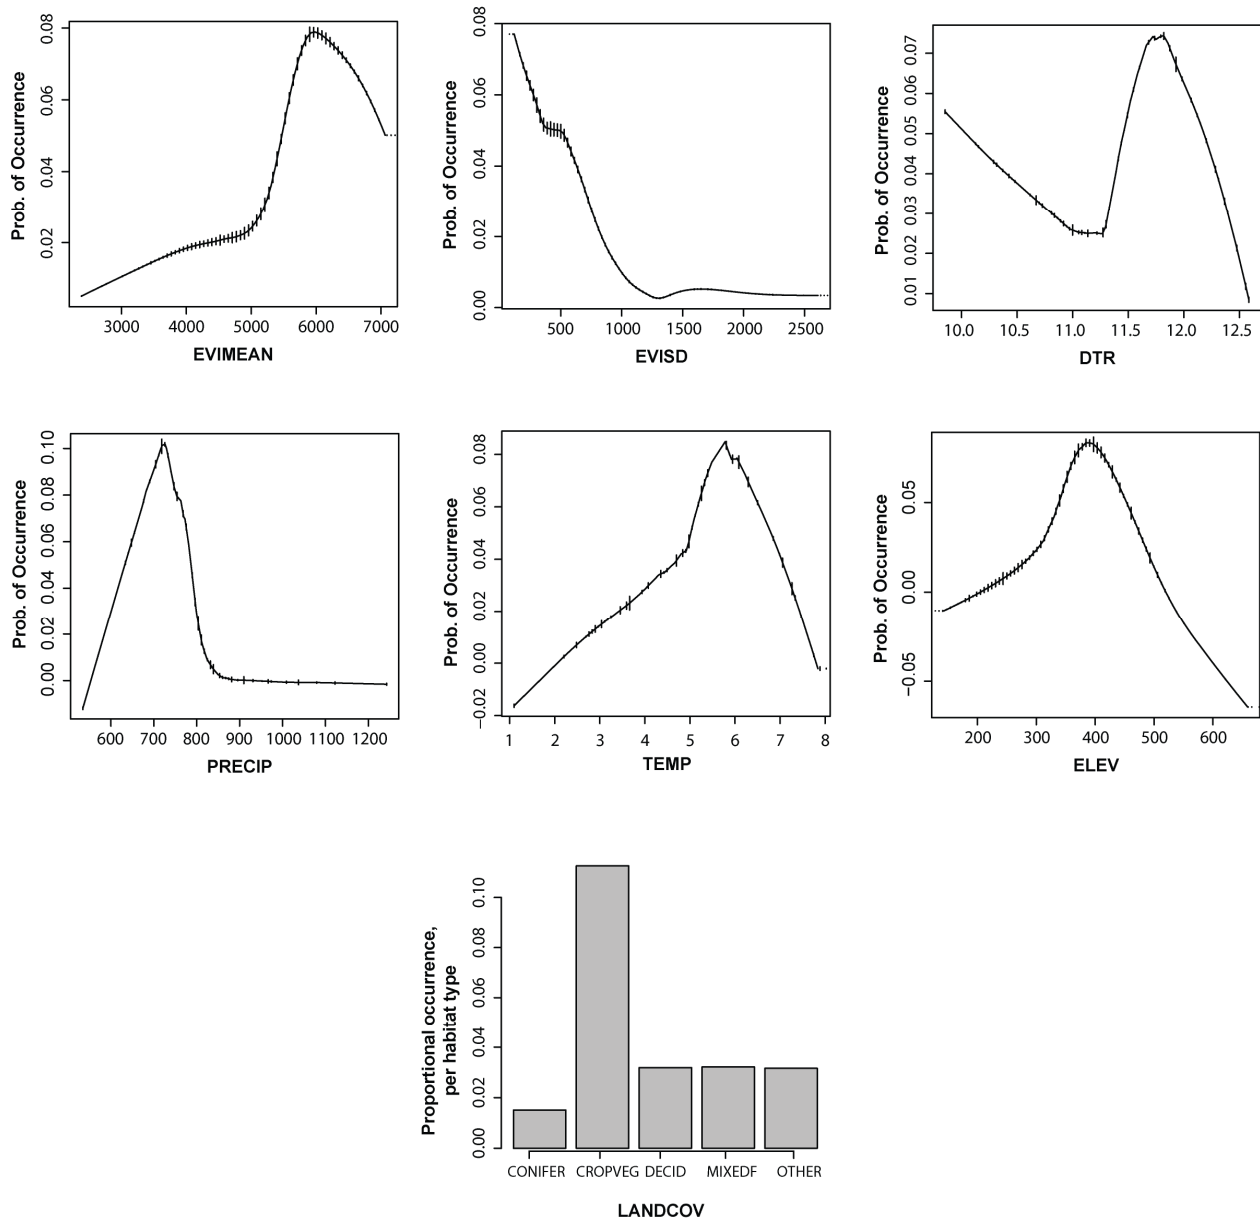 Prob. of Occurrence
0.08
0.06
0.04
0.02
3000 4000 5000 6000 7000
EVIMEAN
Prob. of Occurrence
0.08
0.06
0.04
0.02
0.00
500 1000 1500 2000 2500
EVISD
Prob. of Occurrence
0.07
0.06
0.05
0.04
0.03
0.02
0.01
10.0 10.5 11.0 11.5 12.0 12.5
DTR
Prob. of Occurrence
0.10
0.08
0.06
0.04
0.02
0.00
600 700 800 900 1000 1100 1200
PRECIP
Prob. of Occurrence
0.08
0.06
0.04
0.02
0.00
−0.02
1 2 3 4 5 6 7 8
TEMP
Prob. of Occurrence
0.05
0.00
−0.05
200 300 400 500 600
ELEV
Proportional occurrence,
per habitat type
0.10
0.08
0.06
0.04
0.02
0.00
CONIFER CROPVEG DECID MIXEDF OTHER
LANDCOV